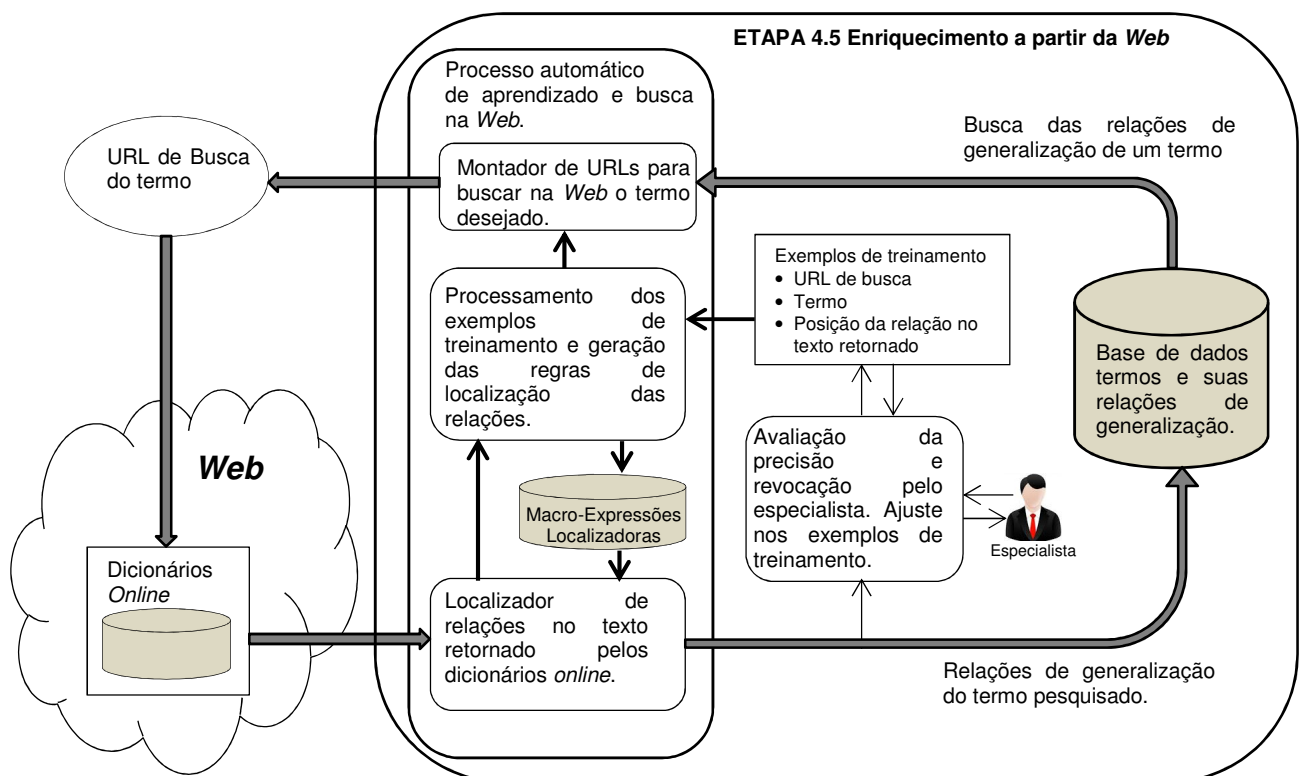 ETAPA 4.5 Enriquecimento a partir da Web
Processo automático
de aprendizado e busca
na Web.
Busca das relações de
generalização de um termo
URL de Busca
do termo
Montador de URLs para
buscar na Web o termo
desejado.
Exemplos de treinamento
• URL de busca
• Termo
• Posição da relação no
texto retornado
Processamento dos
exemplos de
treinamento e geração
das regras de
localização das
relações.
Base de dados
termos e suas
relações de
generalização.
Avaliação da
precisão e
revocação pelo
especialista. Ajuste
nos exemplos de
treinamento.
Especialista
Web
Macro-Expressões
Localizadoras
Dicionários
Online
Localizador de
relações no texto
retornado pelos
dicionários online.
Relações de generalização
do termo pesquisado.